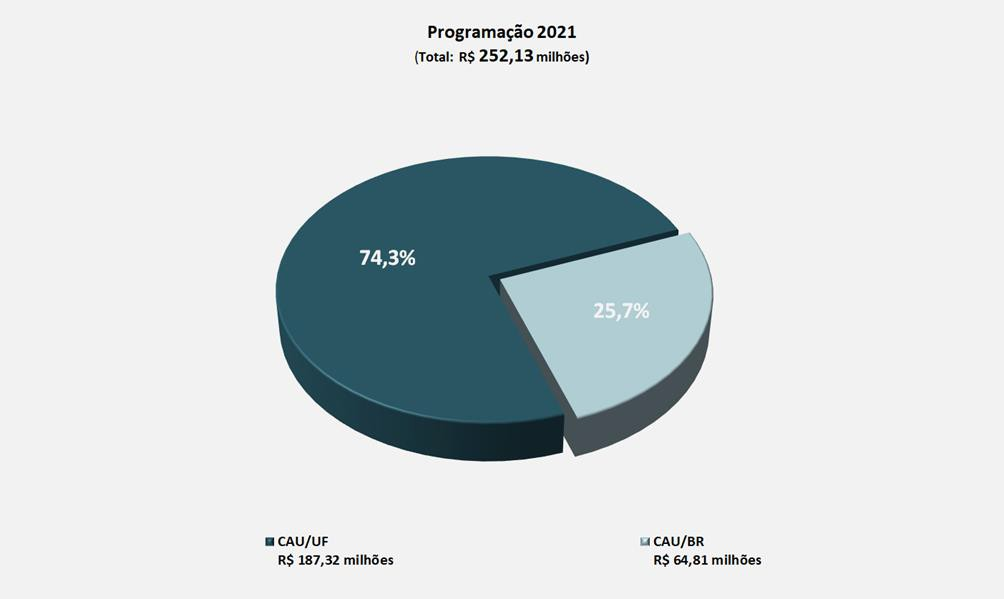 Programação 2021
(Total: R$ 252,13 milhões)
74,3%
25,7%
CAU/UF
R$ 187,32 milhões
CAU/BR
R$ 64,81 milhões